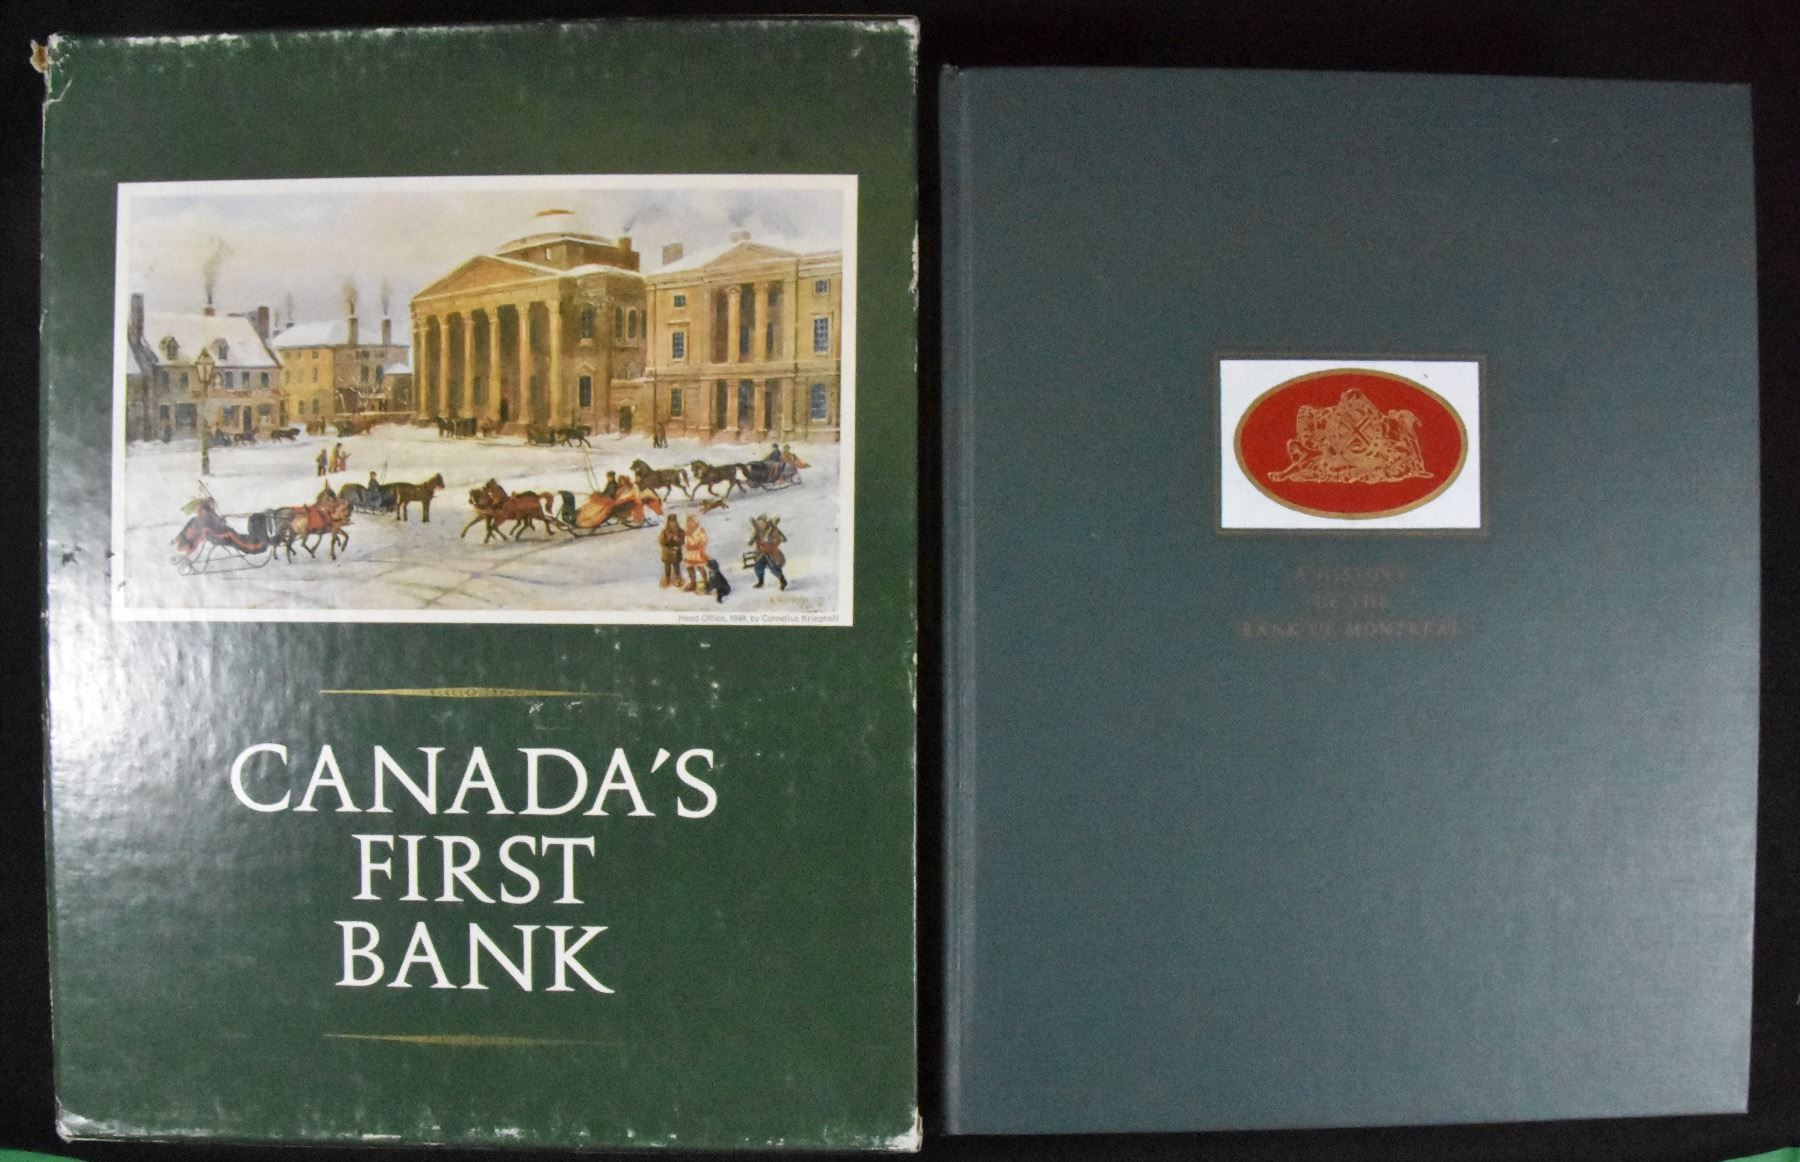 Head Office, 1848, by Cornelius Krieghoff
CANADA'S
FIRST
BANK
A HISTORY
OF THE
BANK OF MONTREAL